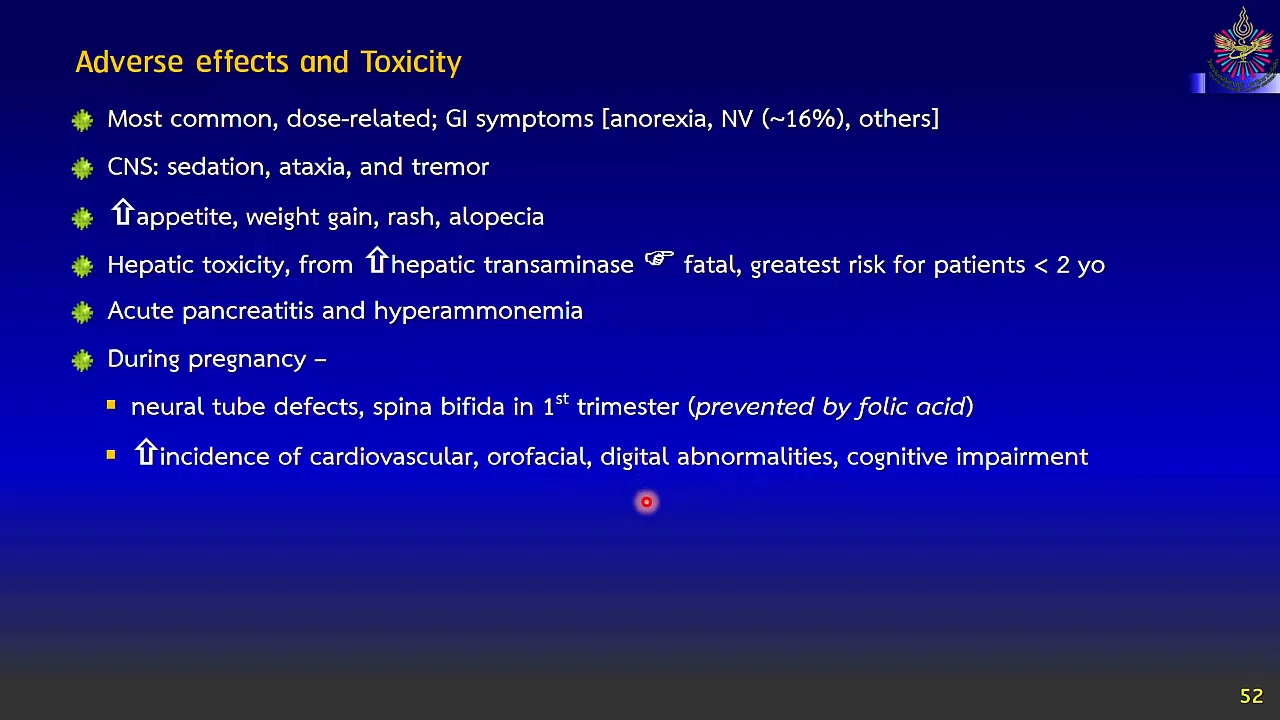 Adverse effects and Toxicity
Most common, dose-related; GI symptoms [anorexia, NV (~16%), others]
CNS: sedation, ataxia, and tremor
⇧appetite, weight gain, rash, alopecia
Hepatic toxicity, from ⇧hepatic transaminase ☞ fatal, greatest risk for patients < 2 yo
Acute pancreatitis and hyperammonemia
During pregnancy –
neural tube defects, spina bifida in 1st trimester (prevented by folic acid)
⇧incidence of cardiovascular, orofacial, digital abnormalities, cognitive impairment
52